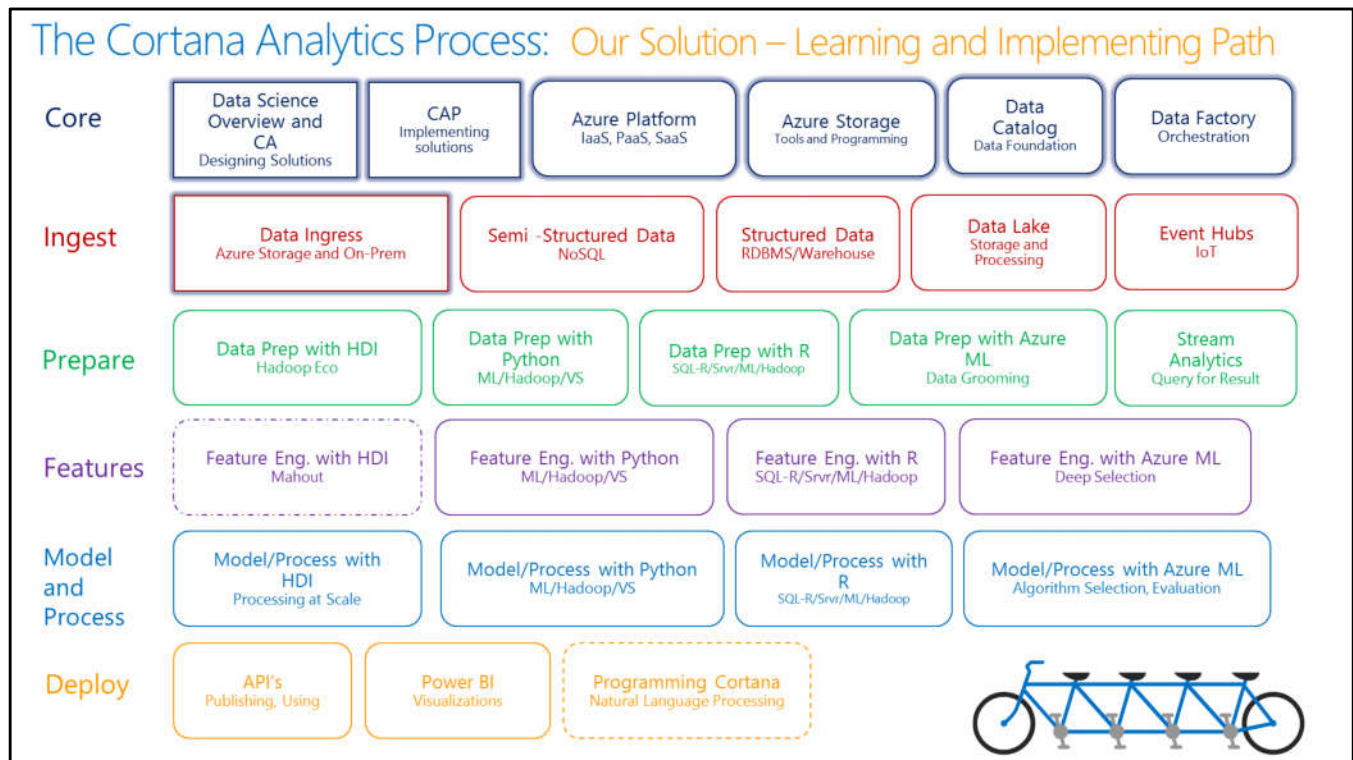 The Cortana Analytics Process: Our Solution – Learning and Implementing Path
Core
Data Science
Overview and
CA
Designing Solutions
CAP
Implementing
solutions
Azure Platform
IaaS, PaaS, SaaS
Azure Storage
Tools and Programming
Data
Catalog
Data Foundation
Data Factory
Orchestration
Ingest
Data Ingress
Azure Storage and On-Prem
Semi -Structured Data
NoSQL
Structured Data
RDBMS/Warehouse
Data Lake
Storage and
Processing
Event Hubs
IoT
Prepare
Data Prep with HDI
Hadoop Eco
Data Prep with
Python
ML/Hadoop/VS
Data Prep with R
SQL-R/Srvr/ML/Hadoop
Data Prep with Azure
ML
Data Grooming
Stream
Analytics
Query for Result
Features
Feature Eng. with HDI
Mahout
Feature Eng. with Python
ML/Hadoop/VS
Feature Eng. with R
SQL-R/Srvr/ML/Hadoop
Feature Eng. with Azure ML
Deep Selection
Model
and
Process
Model/Process with
HDI
Processing at Scale
Model/Process with Python
ML/Hadoop/VS
Model/Process with
R
SQL-R/Srvr/ML/Hadoop
Model/Process with Azure ML
Algorithm Selection, Evaluation
Deploy
API's
Publishing, Using
Power BI
Visualizations
Programming Cortana
Natural Language Processing